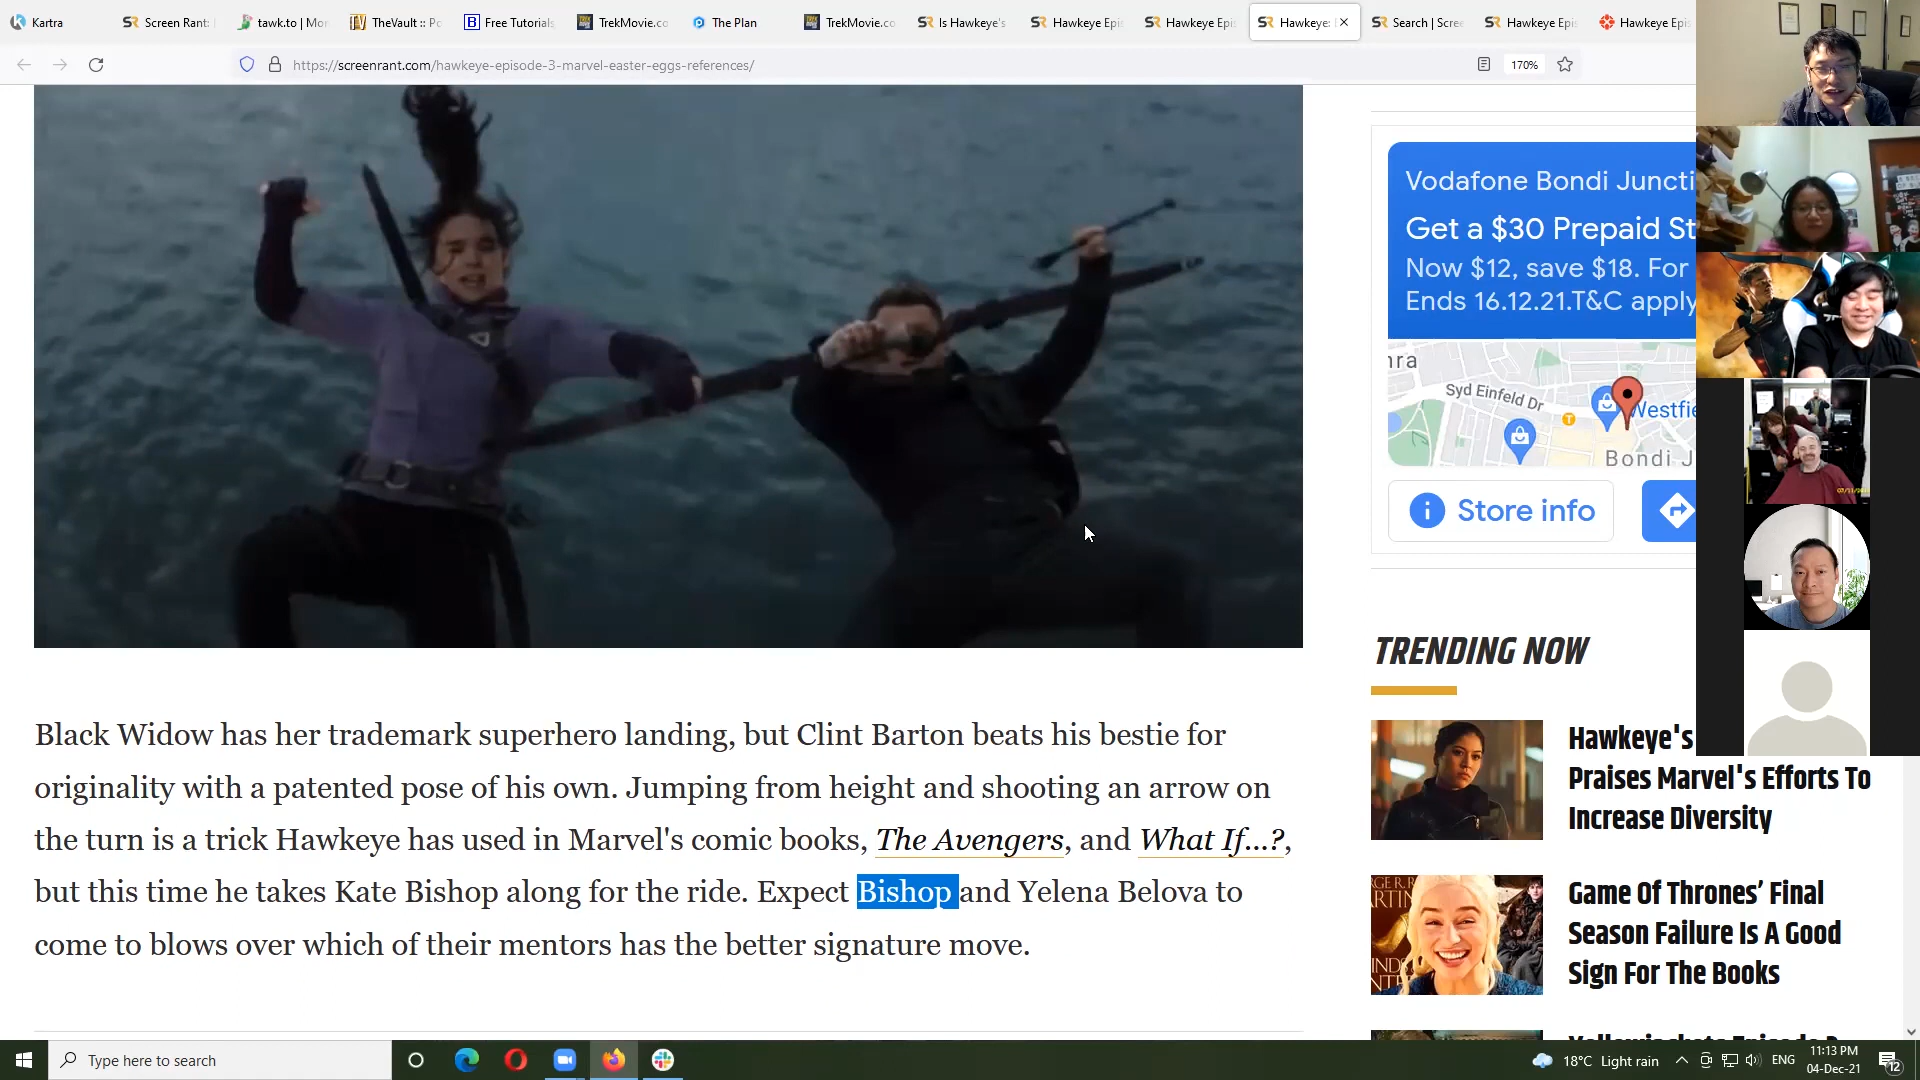 Kartra
Screen Rant:
tawk.to | Mo
TheVault :: Po
Free Tutorials
TrekMovie.co
The Plan
TrekMovie.co
Is Hawkeye's
Hawkeye Epi
Hawkeye Epi
Hawkeye:
Search | Scree
Hawkeye Epi
Hawkeye Epi
https://screenrant.com/hawkeye-episode-3-marvel-easter-eggs-references/
170%
Vodafone Bondi Juncti
Get a $30 Prepaid St
Now $12, save $18. For
Ends 16.12.21.T&C apply
Syd Einfeld Dr
Westfie
Bondi J
Store info
TRENDING NOW
Hawkeye's
Praises Marvel's Efforts To
Increase Diversity
Game Of Thrones' Final
Season Failure Is A Good
Sign For The Books
Black Widow has her trademark superhero landing, but Clint Barton beats his bestie for
originality with a patented pose of his own. Jumping from height and shooting an arrow on
the turn is a trick Hawkeye has used in Marvel's comic books, The Avengers, and What If...?,
but this time he takes Kate Bishop along for the ride. Expect Bishop and Yelena Belova to
come to blows over which of their mentors has the better signature move.
Type here to search
18°C Light rain
ENG
11:13 PM
04-Dec-21
12